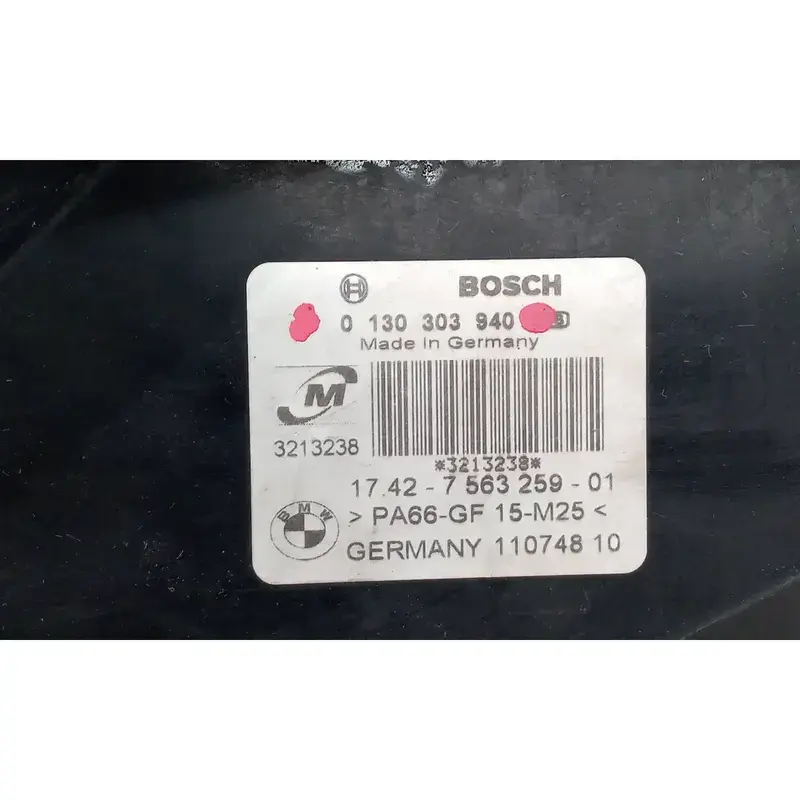 BOSCH
0 130 303 940
Made in Germany
M
3213238
*3213238*
17.42 - 7 563 259 - 01
BMW
> PA66-GF 15-M25 <
GERMANY 110748 10